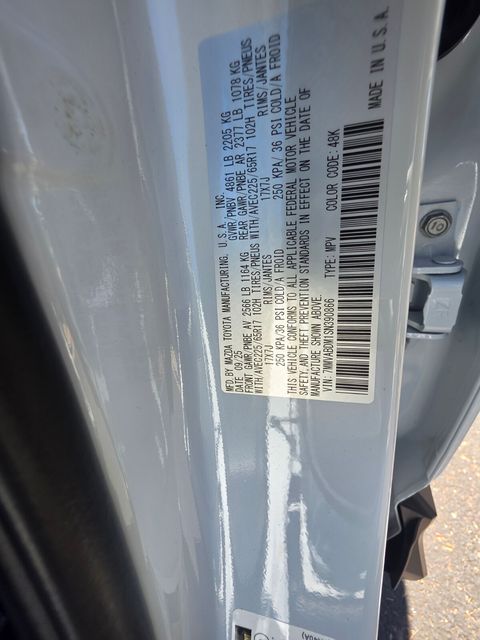 MFD.BY MAZDA TOYOTA MANUFACTURING, U.S.A. INC.
DATE 09/25 GVWR/PNBV 4861 LB 2205 KG
FRONT GAWR/PNBE AV 2566 LB 1164 KG REAR GAWR/PNBE AR 2377 LB 1078 KG
WITH/AVEC225/65R17 102H TIRES/PNEUS WITH/AVEC225/65R17 102H TIRES/PNEUS
17X7J RIMS/JANTES 17X7J RIMS/JANTES
250 KPA/36 PSI COLD/A FROID 250 KPA/36 PSI COLD/A FROID
THIS VEHICLE CONFORMS TO ALL APPLICABLE FEDERAL MOTOR VEHICLE
SAFETY, AND THEFT PREVENTION STANDARDS IN EFFECT ON THE DATE OF
MANUFACTURE SHOWN ABOVE.
VIN: 7MMVABDM1SN390866 TYPE: MPV COLOR CODE: 48K
MADE IN U.S.A.